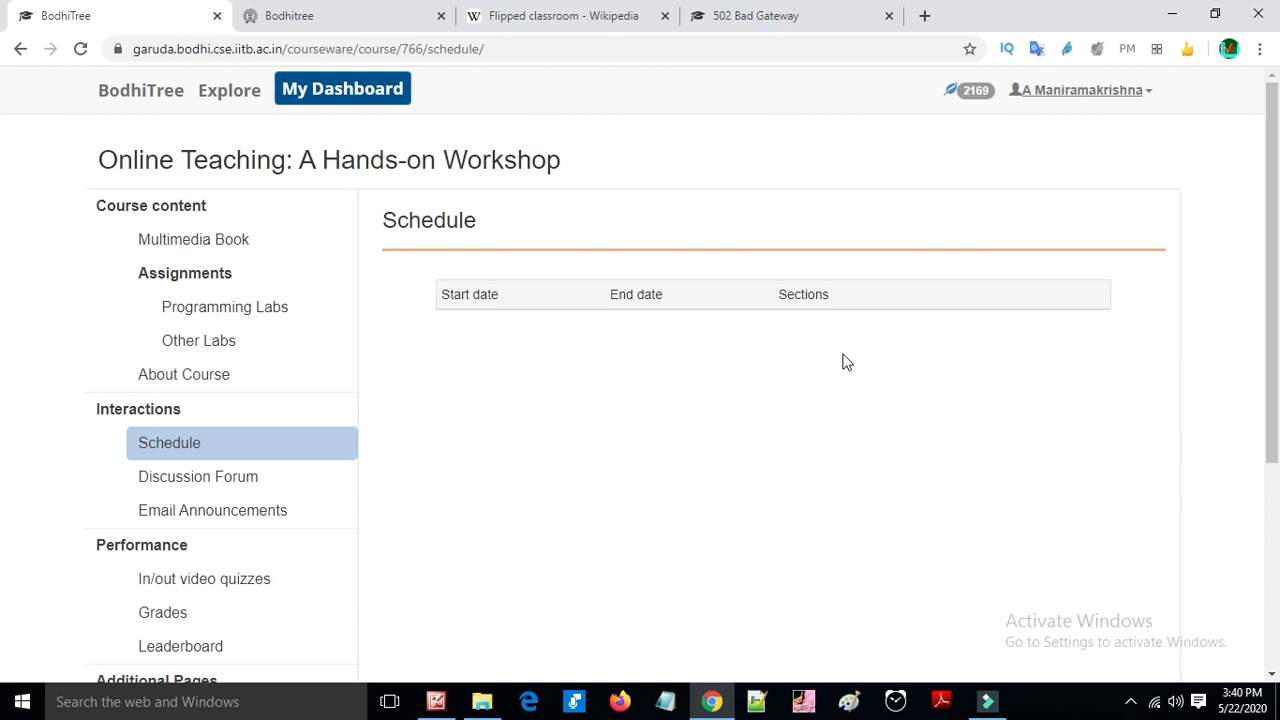 BodhiTree
Bodhitree
Flipped classroom - Wikipedia
502 Bad Gateway
garuda.bodhi.cse.iitb.ac.in/courseware/course/766/schedule/
IQ
PM
BodhiTree Explore My Dashboard
2169 A Maniramakrishna
Online Teaching: A Hands-on Workshop
Course content
Multimedia Book
Assignments
Programming Labs
Other Labs
About Course
Interactions
Schedule
Discussion Forum
Email Announcements
Performance
In/out video quizzes
Grades
Leaderboard
Additional Pages
Schedule
Start date End date Sections
Activate Windows
Go to Settings to activate Windows.
Search the web and Windows
3:40 PM
5/22/2020